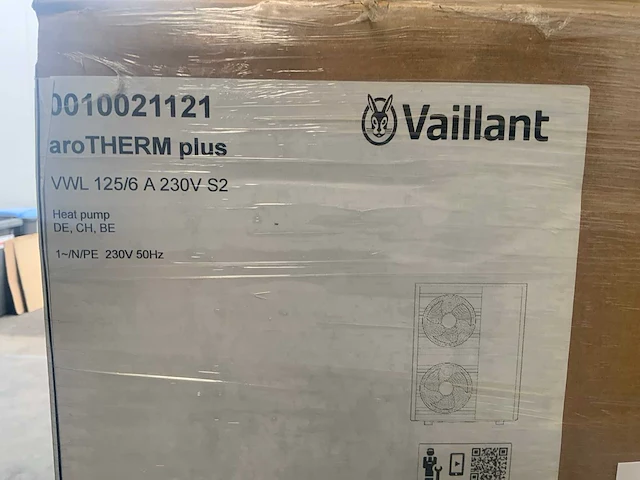 0010021121
Vaillant
aroTHERM plus
VWL 125/6 A 230V S2
Heat pump
DE, CH, BE
1~/N/PE 230V 50Hz